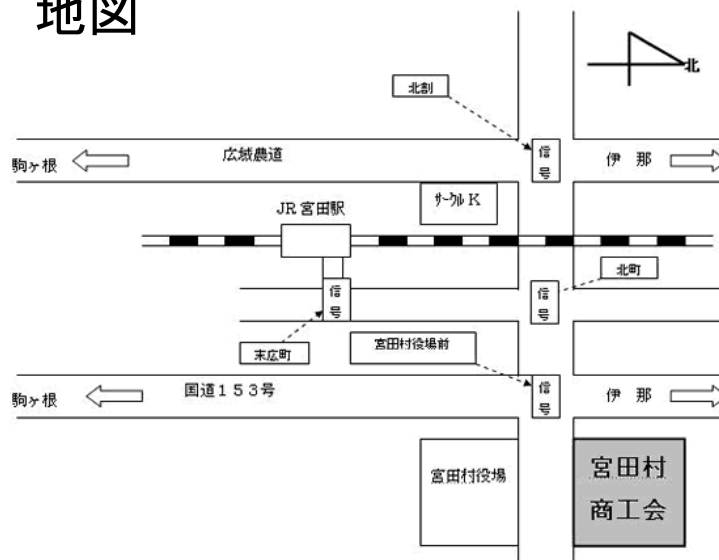 地図
北
北割
信号
広域農道
伊 那
駒ヶ根
サークルK
JR宮田駅
北町
信号
信号
末広町
宮田村役場前
国道153号
信号
伊 那
駒ヶ根
宮田村役場
宮田村
商工会